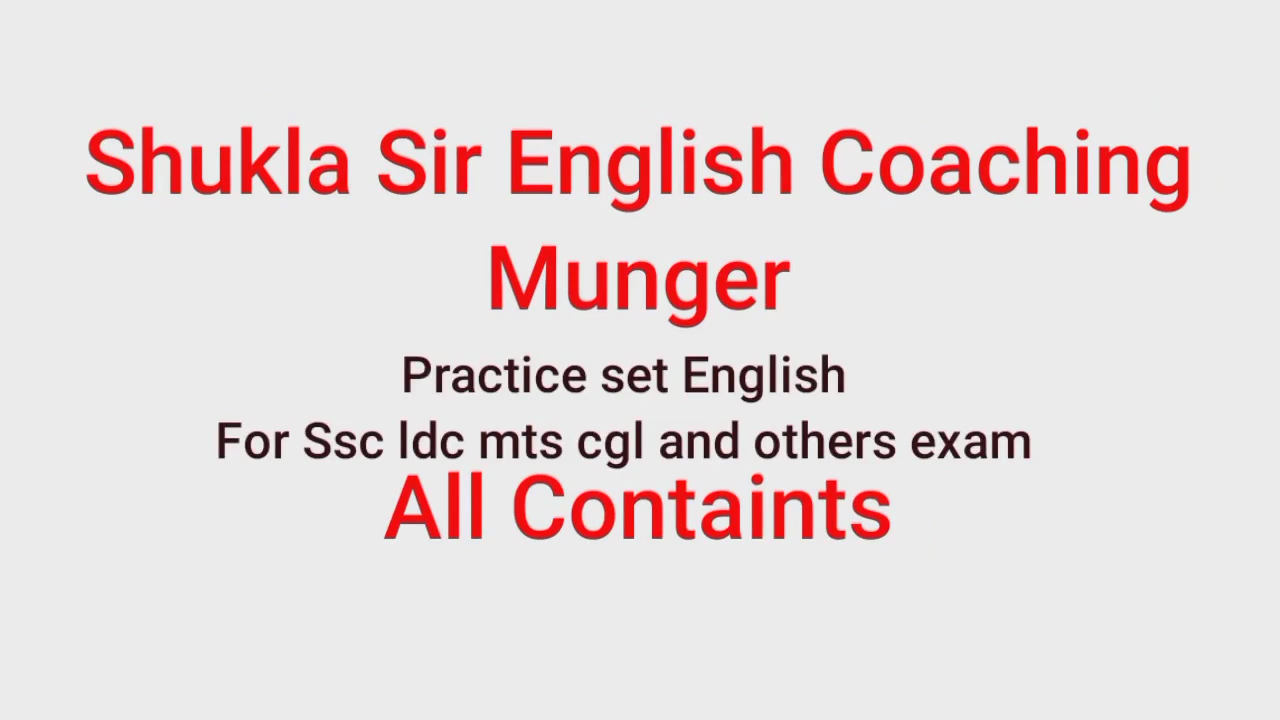 Shukla Sir English Coaching
Munger
Practice set English
For Ssc ldc mts cgl and others exam
All Containts